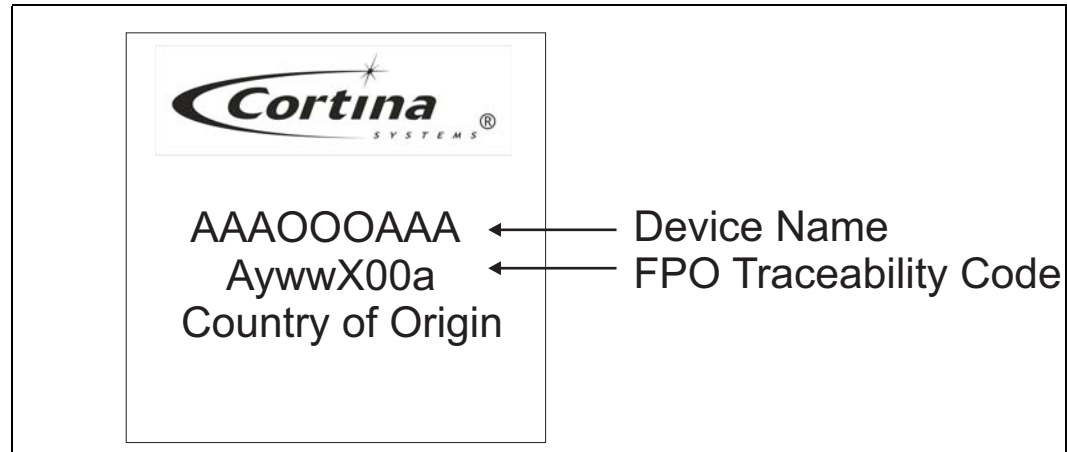 Cortina
SYSTEMS ®
AAAOOOAAA Device Name
AywwX00a FPO Traceability Code
Country of Origin